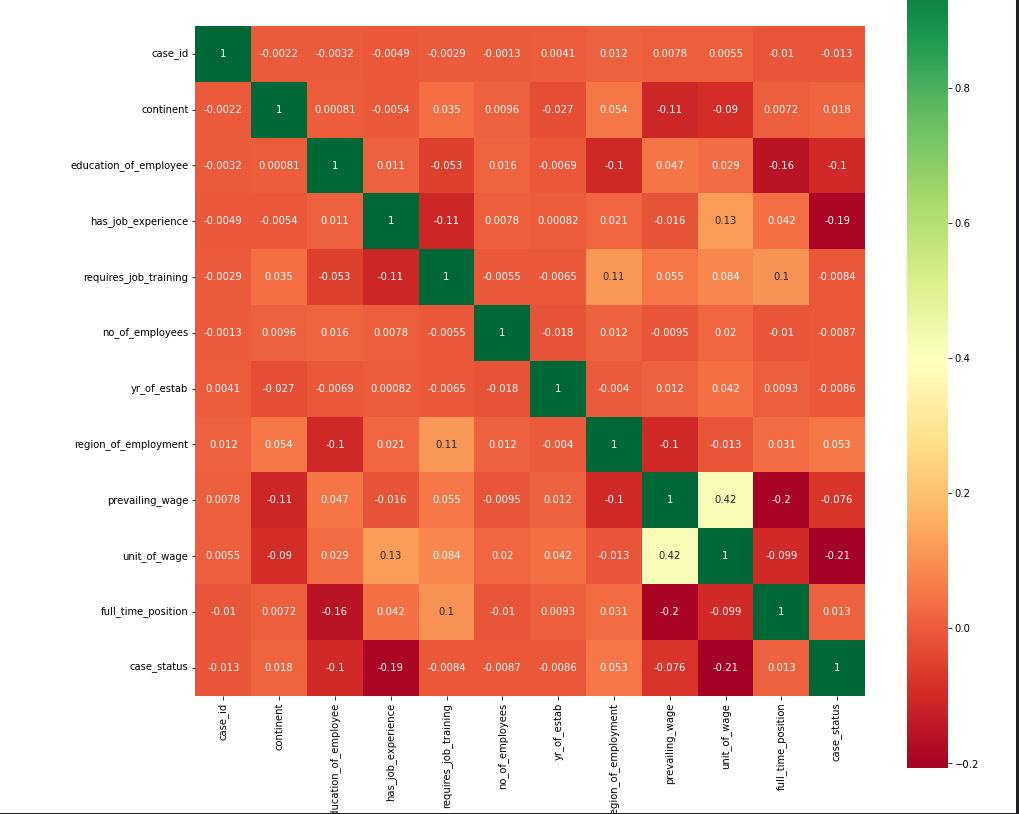 case_id 1 -0.0022 -0.0032 -0.0049 -0.0029 -0.0013 0.0041 0.012 0.0078 0.0055 -0.01 -0.013
0.8
continent -0.0022 1 0.00081 -0.0054 0.035 0.0096 -0.027 0.054 -0.11 -0.09 0.0072 0.018
education_of_employee -0.0032 0.00081 1 0.011 -0.053 0.016 -0.0069 -0.1 0.047 0.029 -0.16 -0.1
has_job_experience -0.0049 -0.0054 0.011 1 -0.11 0.0078 0.00082 0.021 -0.016 0.13 0.042 -0.19
0.6
requires_job_training -0.0029 0.035 -0.053 -0.11 1 -0.0055 -0.0065 0.11 0.055 0.084 0.1 -0.0084
no_of_employees -0.0013 0.0096 0.016 0.0078 -0.0055 1 -0.018 0.012 -0.0095 0.02 -0.01 -0.0087
0.4
yr_of_estab 0.0041 -0.027 -0.0069 0.00082 -0.0065 -0.018 1 -0.004 0.012 0.042 0.0093 -0.0086
region_of_employment 0.012 0.054 -0.1 0.021 0.11 0.012 -0.004 1 -0.1 -0.013 0.031 0.053
0.2
prevailing_wage 0.0078 -0.11 0.047 -0.016 0.055 -0.0095 0.012 -0.1 1 0.42 -0.2 -0.076
unit_of_wage 0.0055 -0.09 0.029 0.13 0.084 0.02 0.042 -0.013 0.42 1 -0.099 -0.21
full_time_position -0.01 0.0072 -0.16 0.042 0.1 -0.01 0.0093 0.031 -0.2 -0.099 1 0.013
0.0
case_status -0.013 0.018 -0.1 -0.19 -0.0084 -0.0087 -0.0086 0.053 -0.076 -0.21 0.013 1
−0.2
case_id
continent
ducation_of_employee
has_job_experience
requires_job_training
no_of_employees
yr_of_estab
egion_of_employment
prevailing_wage
unit_of_wage
full_time_position
case_status